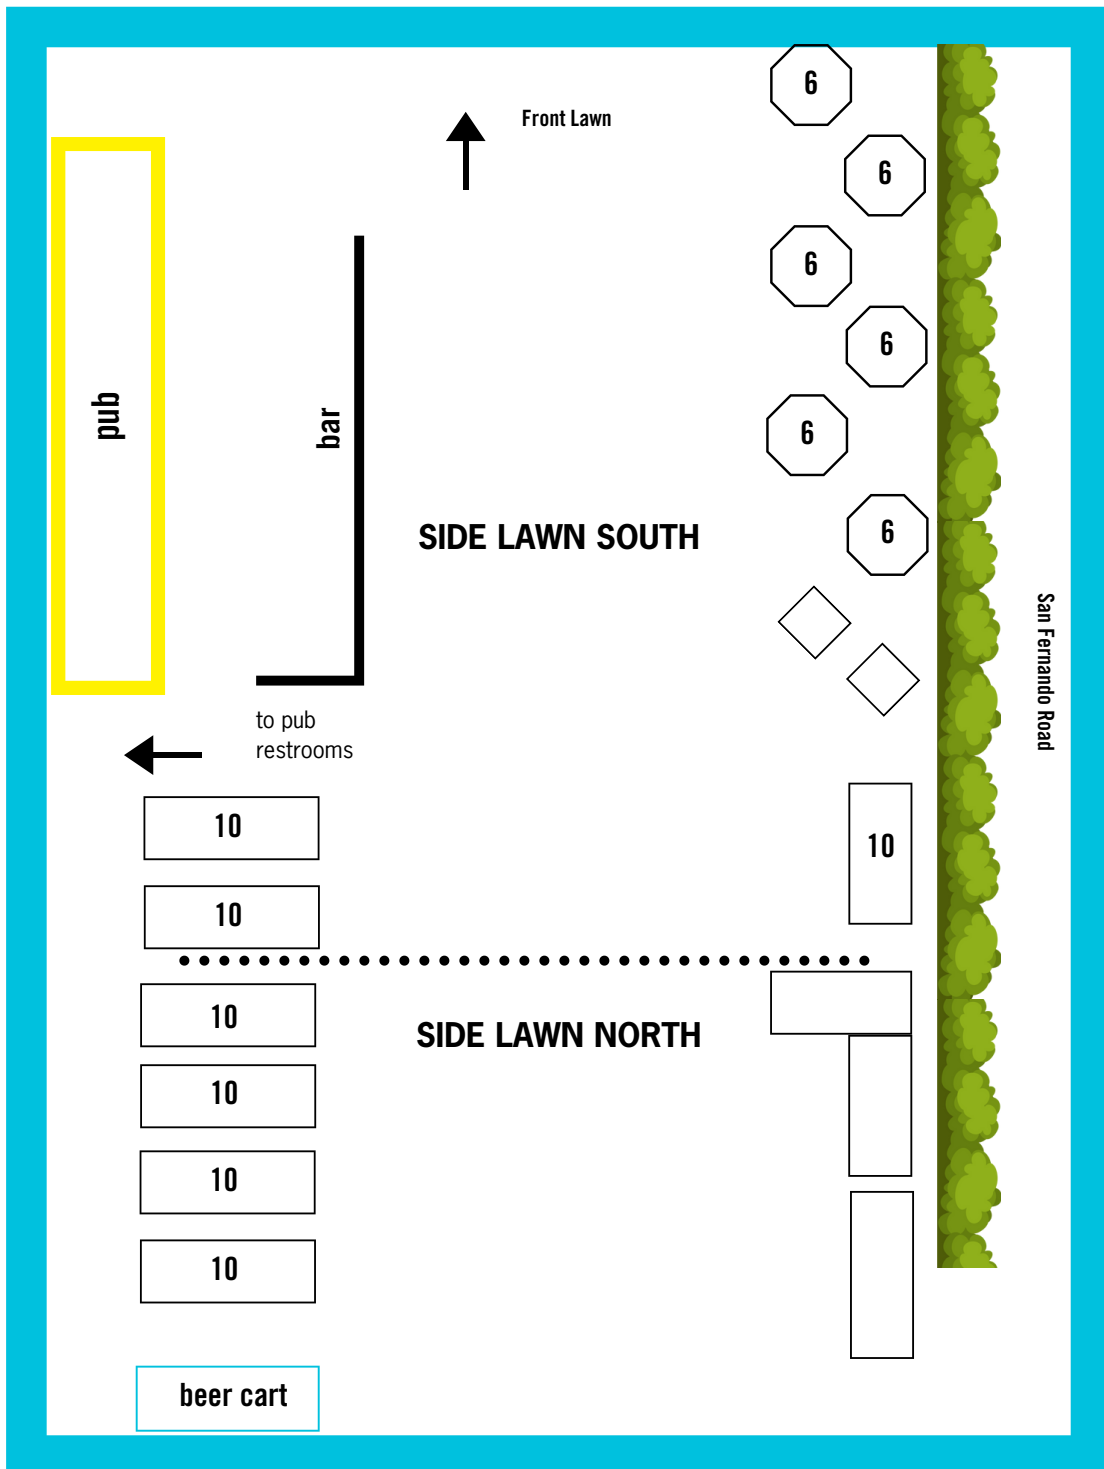 6
Front Lawn
6
6
6
pub
bar
6
6
SIDE LAWN SOUTH
San Fernando Road
to pub
restrooms
10
10
10
10
SIDE LAWN NORTH
10
10
10
beer cart